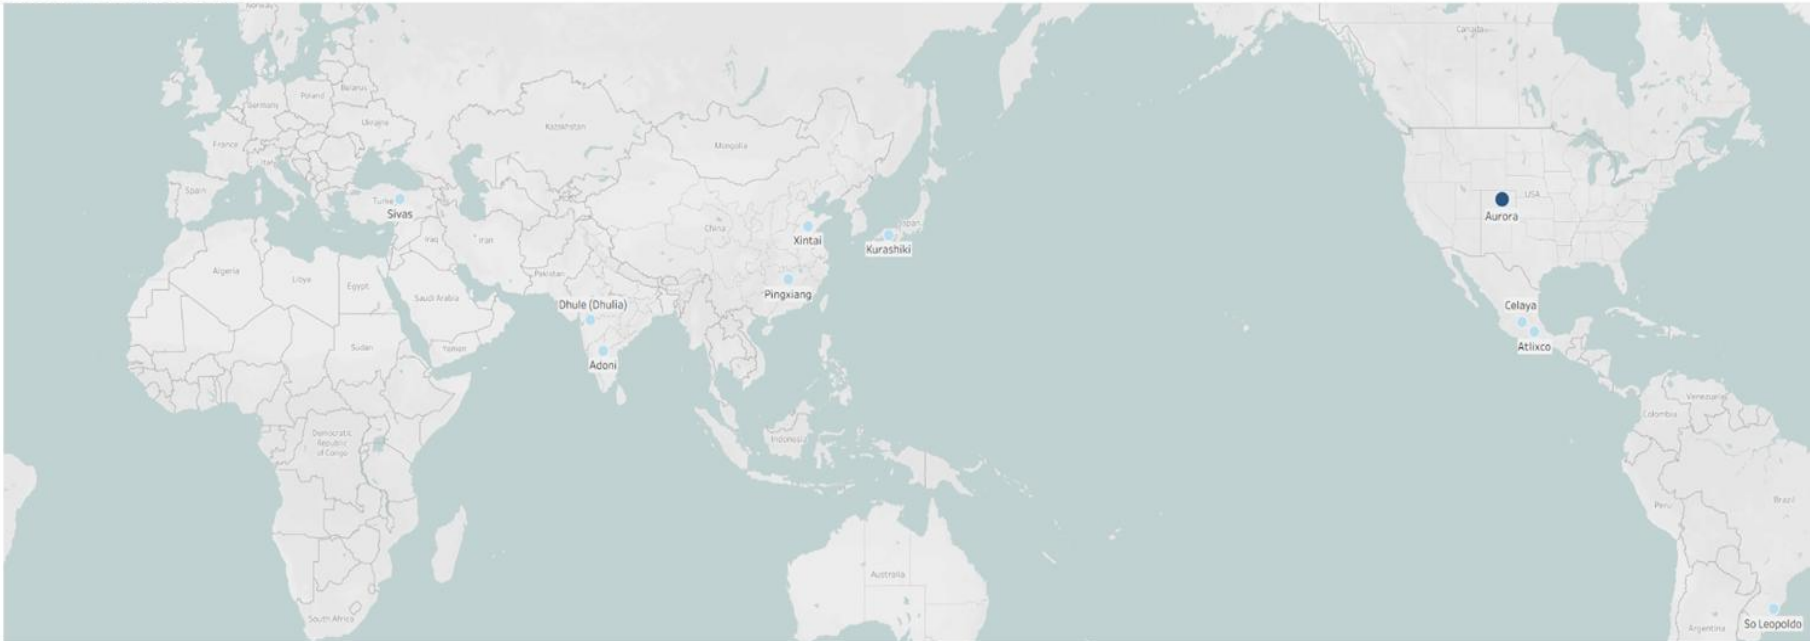 Norway
Canada
Belarus
Poland
Germany
Ukraine
France
Kazakhstan
Mongolia
Spain
USA
Sivas
Aurora
Japan
China
Xintai
Kurashiki
Iraq
Iran
Algeria
Pakistan
Libya
Egypt
Saudi Arabia
Pingxiang
Dhule (Dhulia)
Celaya
Sudan
Yemen
Atlixco
Adoni
Venezuela
Colombia
Democratic
Republic
of Congo
Indonesia
Brazil
Peru
Australia
South Africa
So Leopoldo
Argentina